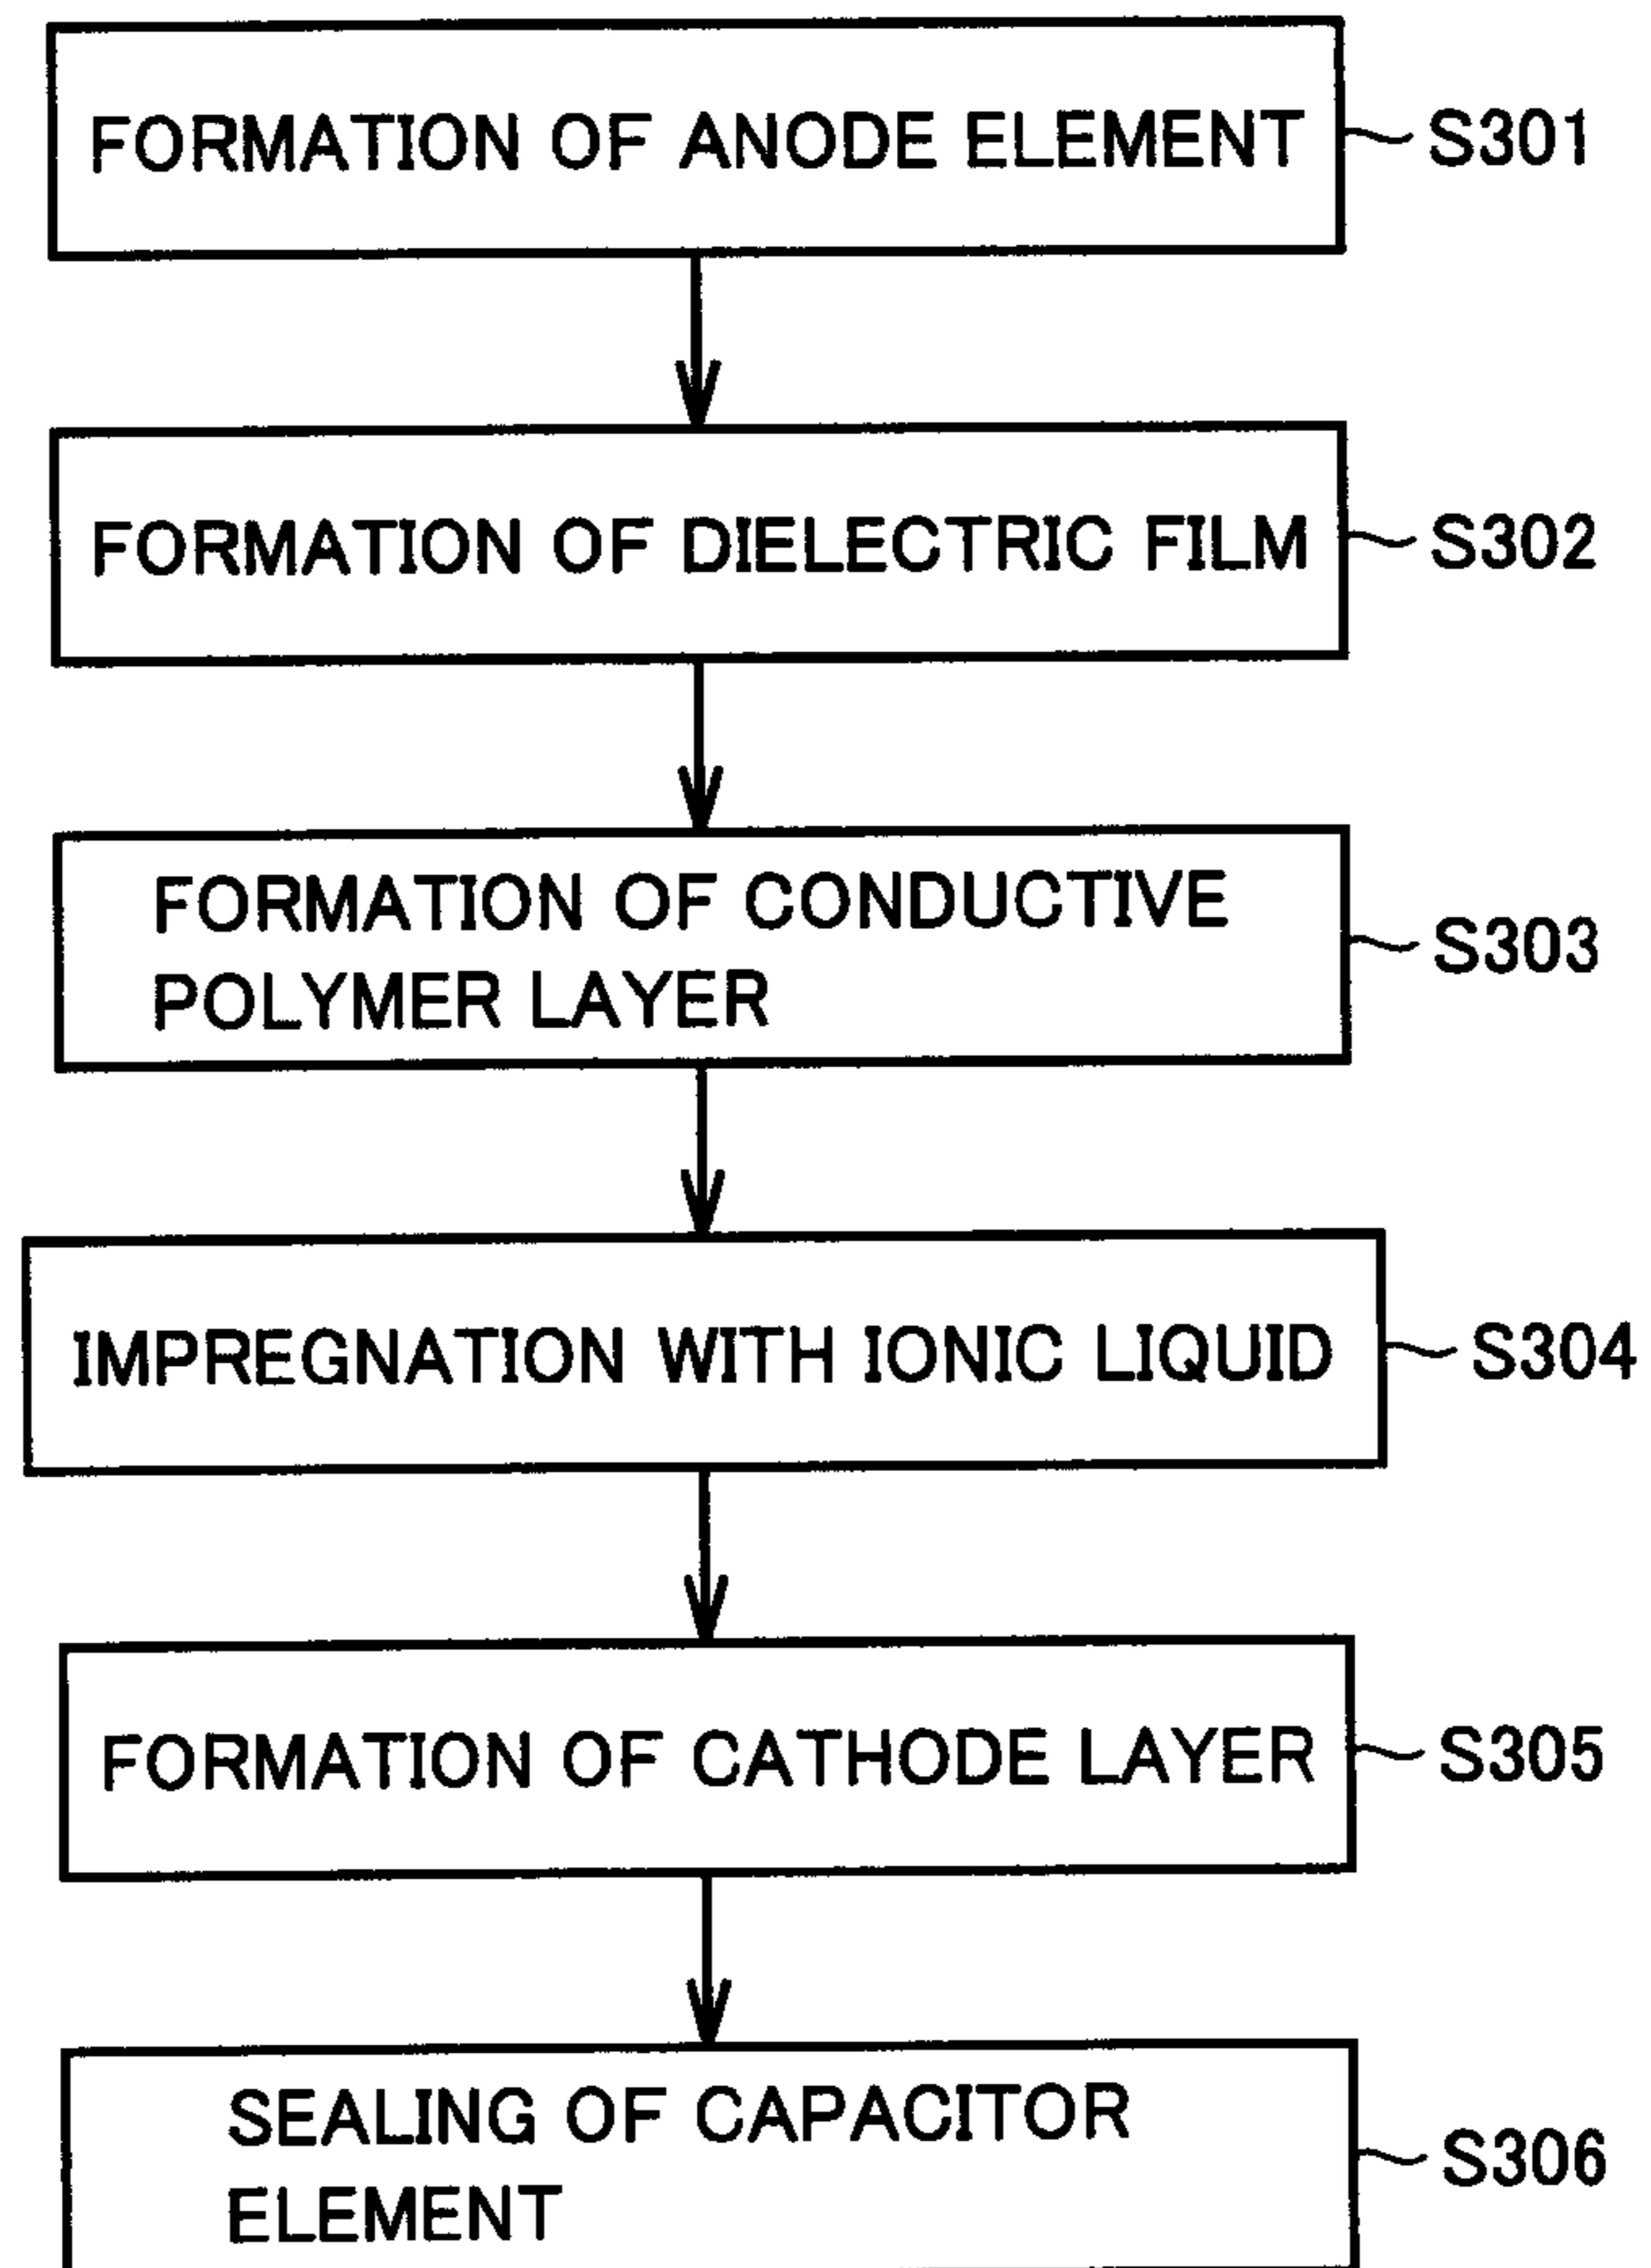 FORMATION OF ANODE ELEMENT S301
FORMATION OF DIELECTRIC FILM S302
FORMATION OF CONDUCTIVE
POLYMER LAYER
S303
IMPREGNATION WITH IONIC LIQUID S304
FORMATION OF CATHODE LAYER S305
SEALING OF CAPACITOR
ELEMENT
S306